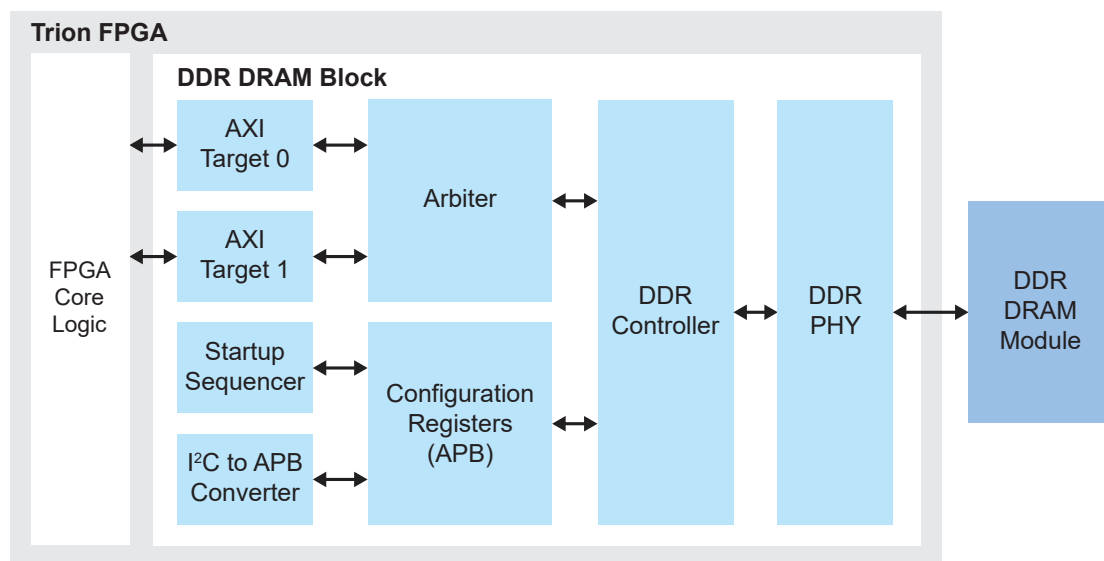 Trion FPGA
DDR DRAM Block
FPGA
Core
Logic
AXI
Target 0
AXI
Target 1
Startup
Sequencer
I²C to APB
Converter
Arbiter
Configuration
Registers
(APB)
DDR
Controller
DDR
PHY
DDR
DRAM
Module